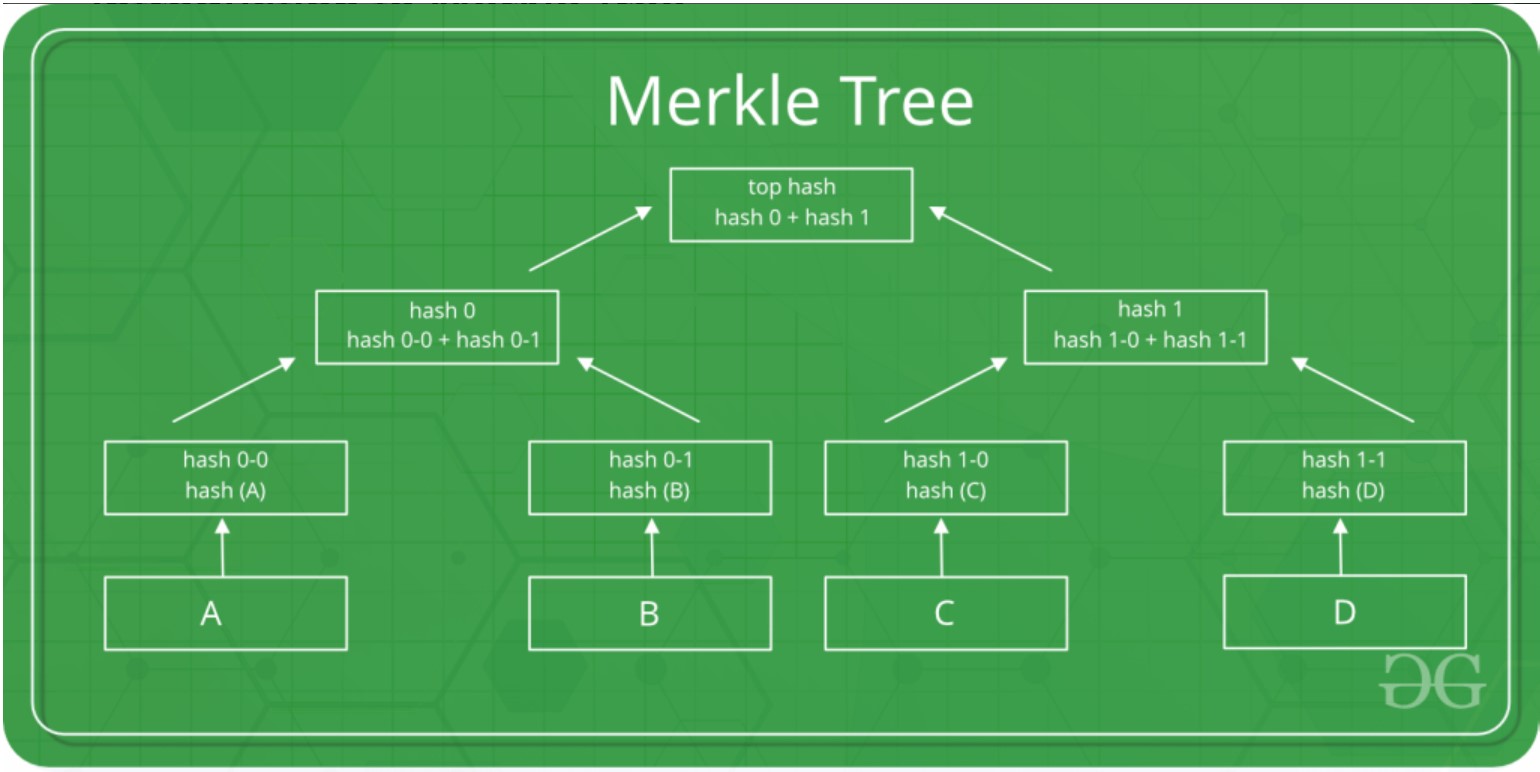 Merkle Tree
top hash
hash 0 + hash 1
hash 0
hash 0-0 + hash 0-1
hash 1
hash 1-0 + hash 1-1
hash 0-0
hash (A)
hash 0-1
hash (B)
hash 1-0
hash (C)
hash 1-1
hash (D)
A
B
C
D